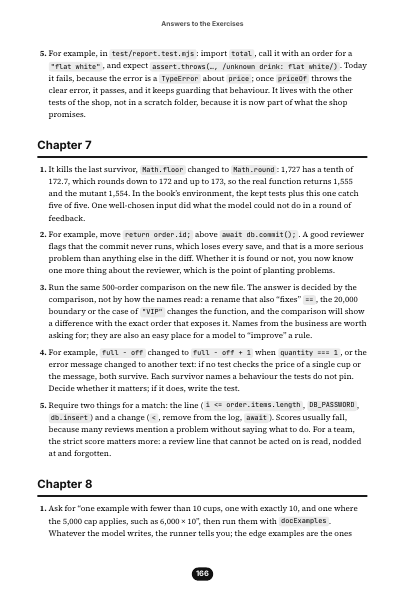 Answers to the Exercises
5. For example, in test/report.test.mjs: import total, call it with an order for a
"flat white", and expect assert.throws(…, /unknown drink: flat white/). Today
it fails, because the error is a TypeError about price; once priceOf throws the
clear error, it passes, and it keeps guarding that behaviour. It lives with the other
tests of the shop, not in a scratch folder, because it is now part of what the shop
promises.
Chapter 7
1. It kills the last survivor, Math.floor changed to Math.round: 1,727 has a tenth of
172.7, which rounds down to 172 and up to 173, so the real function returns 1,555
and the mutant 1,554. In the book's environment, the kept tests plus this one catch
five of five. One well-chosen input did what the model could not do in a round of
feedback.
2. For example, move return order.id; above await db.commit();. A good reviewer
flags that the commit never runs, which loses every save, and that is a more serious
problem than anything else in the diff. Whether it is found or not, you now know
one more thing about the reviewer, which is the point of planting problems.
3. Run the same 500-order comparison on the new file. The answer is decided by the
comparison, not by how the names read: a rename that also "fixes" ==, the 20,000
boundary or the case of "VIP" changes the function, and the comparison will show
a difference with the exact order that exposes it. Names from the business are worth
asking for; they are also an easy place for a model to "improve" a rule.
4. For example, full - off changed to full - off + 1 when quantity === 1, or the
error message changed to another text: if no test checks the price of a single cup or
the message, both survive. Each survivor names a behaviour the tests do not pin.
Decide whether it matters; if it does, write the test.
5. Require two things for a match: the line (i <= order.items.length, DB_PASSWORD,
db.insert) and a change (<, remove from the log, await). Scores usually fall,
because many reviews mention a problem without saying what to do. For a team,
the strict score matters more: a review line that cannot be acted on is read, nodded
at and forgotten.
Chapter 8
1. Ask for "one example with fewer than 10 cups, one with exactly 10, and one where
the 5,000 cap applies, such as 6,000 × 10", then run them with docExamples.
Whatever the model writes, the runner tells you; the edge examples are the ones
166